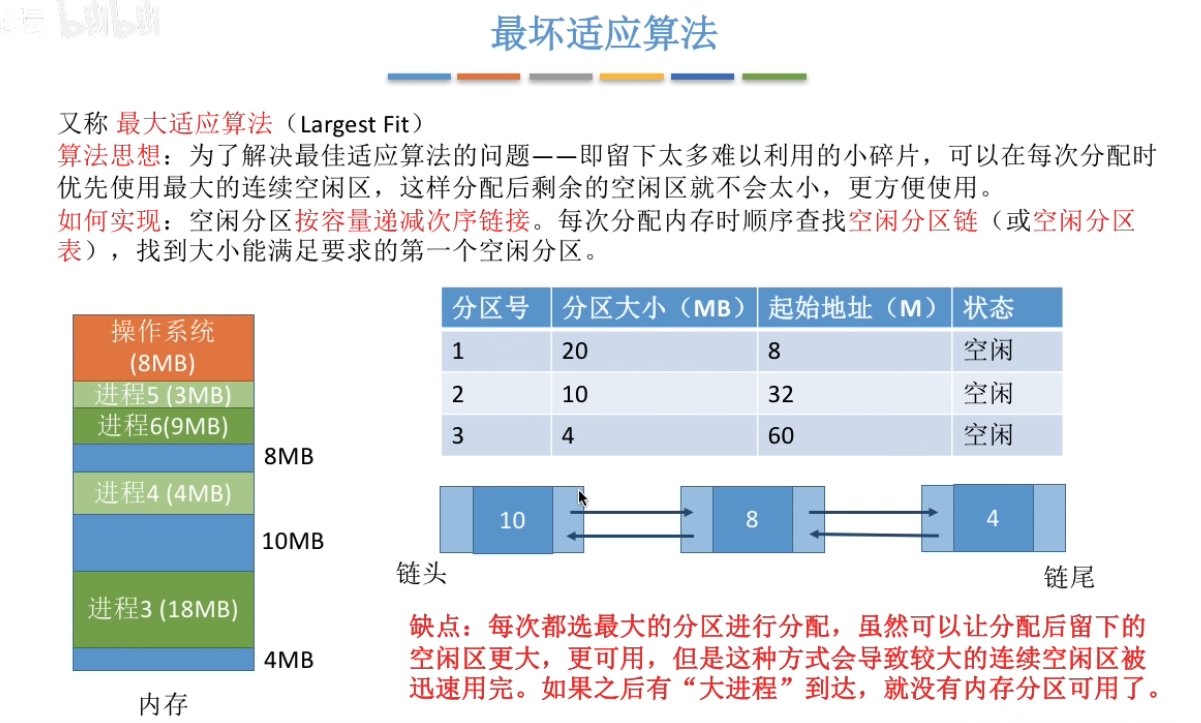 bilibili
最坏适应算法
又称 最大适应算法（Largest Fit）
算法思想：为了解决最佳适应算法的问题——即留下太多难以利用的小碎片，可以在每次分配时
优先使用最大的连续空闲区，这样分配后剩余的空闲区就不会太小，更方便使用。
如何实现：空闲分区按容量递减次序链接。每次分配内存时顺序查找空闲分区链（或空闲分区
表），找到大小能满足要求的第一个空闲分区。
操作系统
(8MB)
进程5 (3MB)
进程6(9MB)
8MB
进程4 (4MB)
10MB
进程3 (18MB)
4MB
内存
分区号 分区大小（MB） 起始地址（M） 状态
1 20 8 空闲
2 10 32 空闲
3 4 60 空闲
10 8 4
链头 链尾
缺点：每次都选最大的分区进行分配，虽然可以让分配后留下的
空闲区更大，更可用，但是这种方式会导致较大的连续空闲区被
迅速用完。如果之后有“大进程”到达，就没有内存分区可用了。